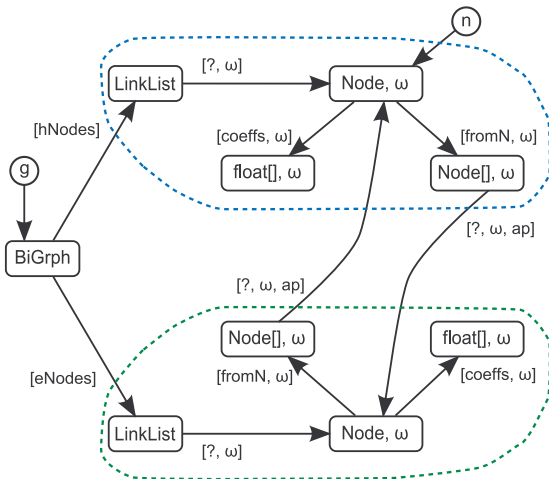 n
[?, ω]
LinkList
Node, ω
[hNodes]
[coeffs, ω]
[fromN, ω]
g
float[], ω
Node[], ω
BiGrph
[?, ω, ap]
[?, ω, ap]
Node[], ω
float[], ω
[eNodes]
[fromN, ω]
[coeffs, ω]
LinkList
Node, ω
[?, ω]